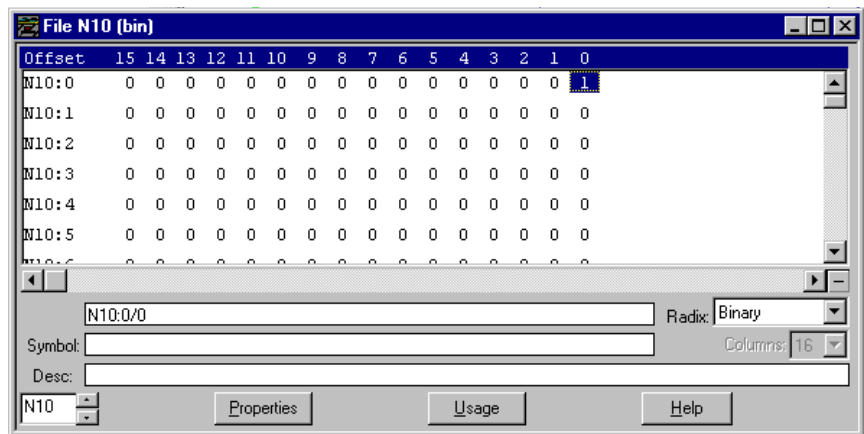 File N10 (bin)
Offset 15 14 13 12 11 10 9 8 7 6 5 4 3 2 1 0
N10:0 0 0 0 0 0 0 0 0 0 0 0 0 0 0 0 1
N10:1 0 0 0 0 0 0 0 0 0 0 0 0 0 0 0 0
N10:2 0 0 0 0 0 0 0 0 0 0 0 0 0 0 0 0
N10:3 0 0 0 0 0 0 0 0 0 0 0 0 0 0 0 0
N10:4 0 0 0 0 0 0 0 0 0 0 0 0 0 0 0 0
N10:5 0 0 0 0 0 0 0 0 0 0 0 0 0 0 0 0
N10:0/0 Radix: Binary
Symbol: Columns: 16
Desc:
N10 Properties Usage Help